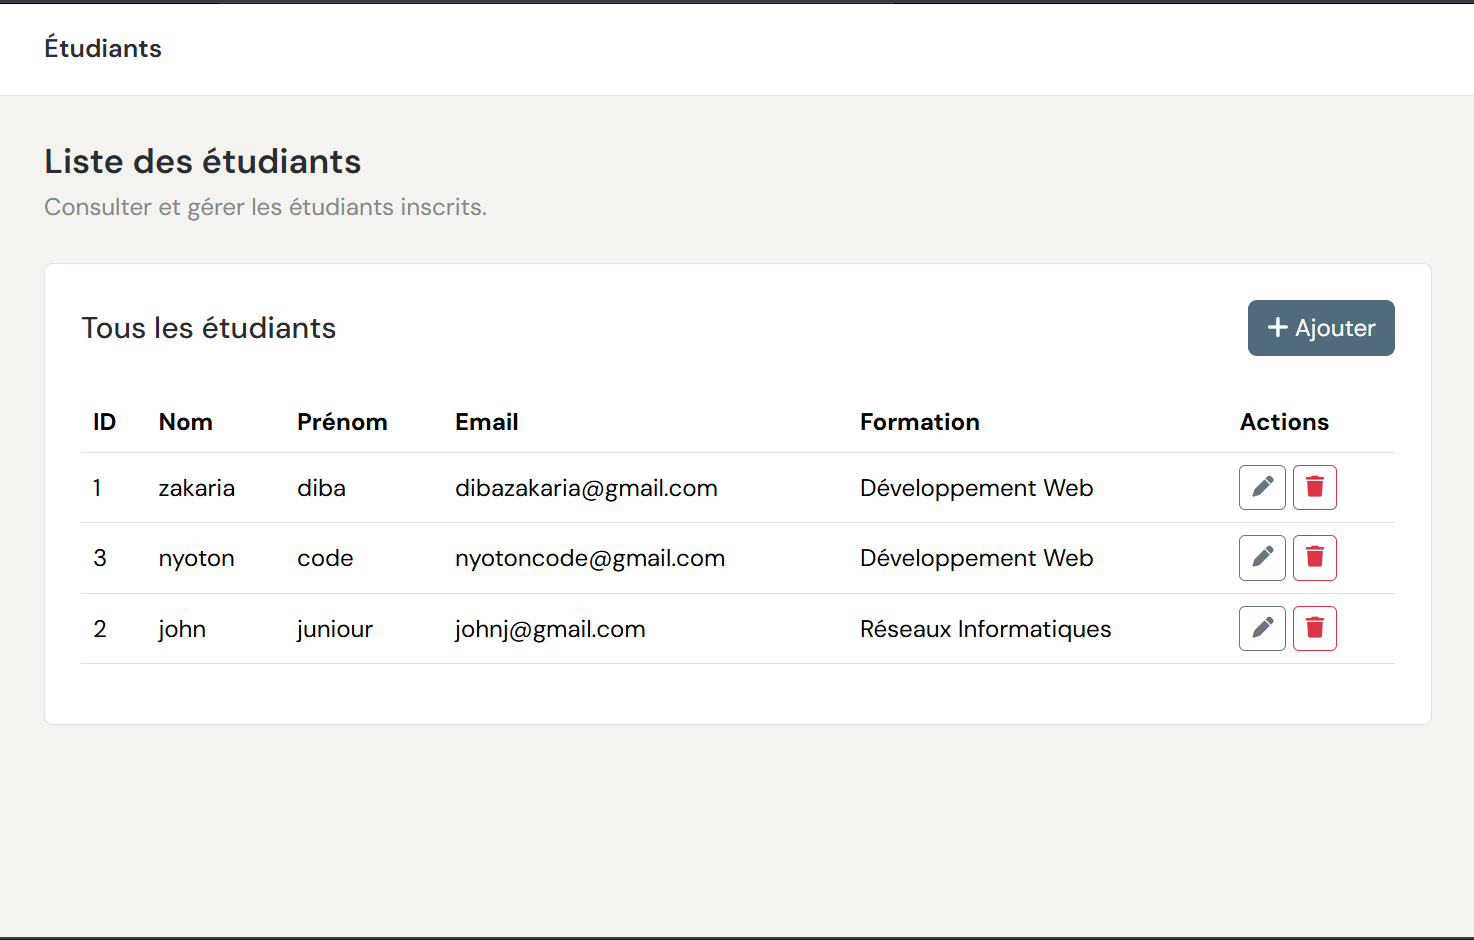 Étudiants
Liste des étudiants
Consulter et gérer les étudiants inscrits.
Tous les étudiants
Ajouter
ID Nom Prénom Email Formation Actions
1 zakaria diba dibazakaria@gmail.com Développement Web
3 nyoton code nyotoncode@gmail.com Développement Web
2 john juniour johnj@gmail.com Réseaux Informatiques